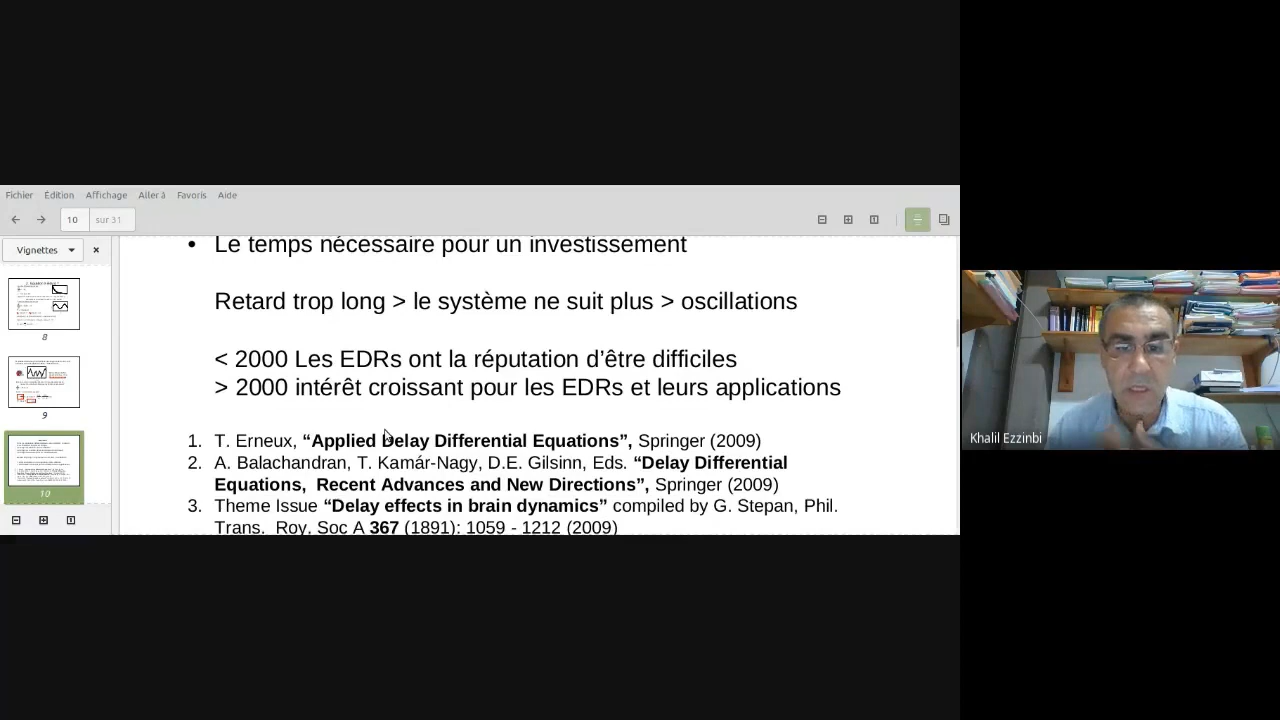 Fichier Édition Affichage Aller à Favoris Aide
10 sur 31
Vignettes
8
9
10
• Le temps nécessaire pour un investissement
Retard trop long > le système ne suit plus > oscillations
< 2000 Les EDRs ont la réputation d’être difficiles
> 2000 intérêt croissant pour les EDRs et leurs applications
1. T. Erneux, “Applied Delay Differential Equations”, Springer (2009)
2. A. Balachandran, T. Kamár-Nagy, D.E. Gilsinn, Eds. “Delay Differential
Equations, Recent Advances and New Directions”, Springer (2009)
3. Theme Issue “Delay effects in brain dynamics” compiled by G. Stepan, Phil.
Trans. Roy. Soc A 367 (1891): 1059 - 1212 (2009)
Khalil Ezzinbi